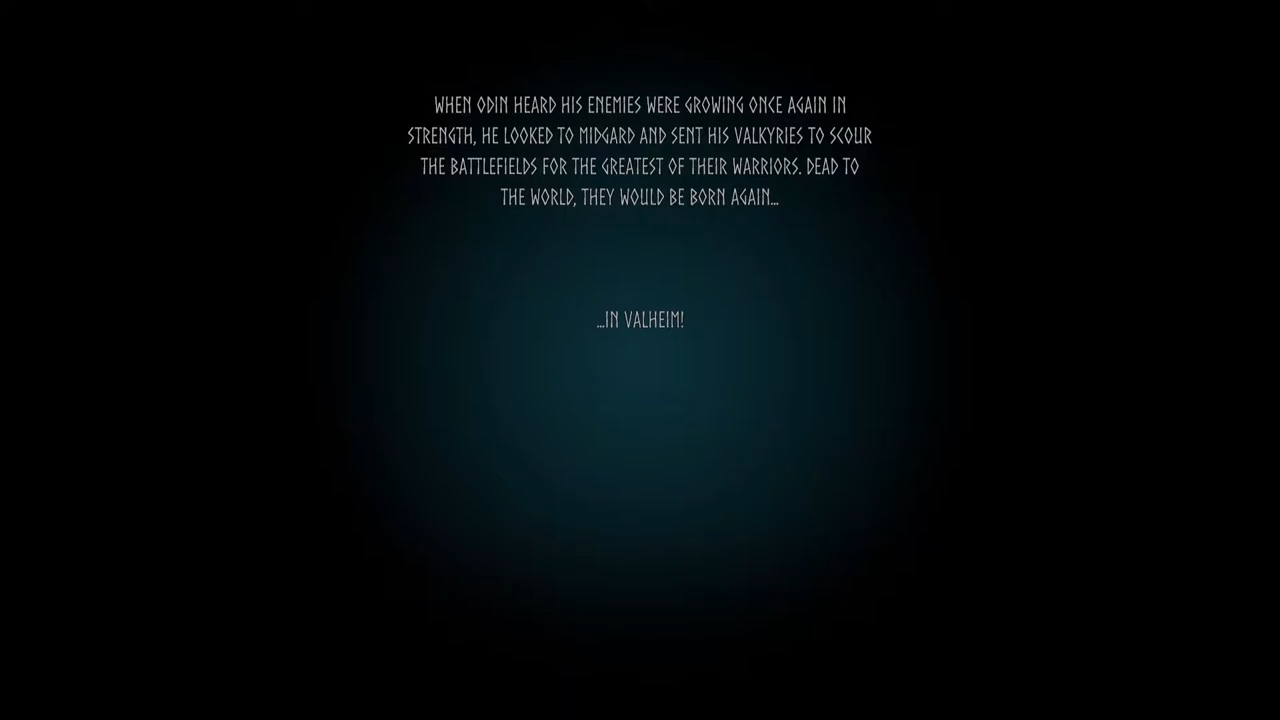 WHEN ODIN HEARD HIS ENEMIES WERE GROWING ONCE AGAIN IN
STRENGTH, HE LOOKED TO MIDGARD AND SENT HIS VALKYRIES TO SCOUR
THE BATTLEFIELDS FOR THE GREATEST OF THEIR WARRIORS. DEAD TO
THE WORLD, THEY WOULD BE BORN AGAIN...
...IN VALHEIM!